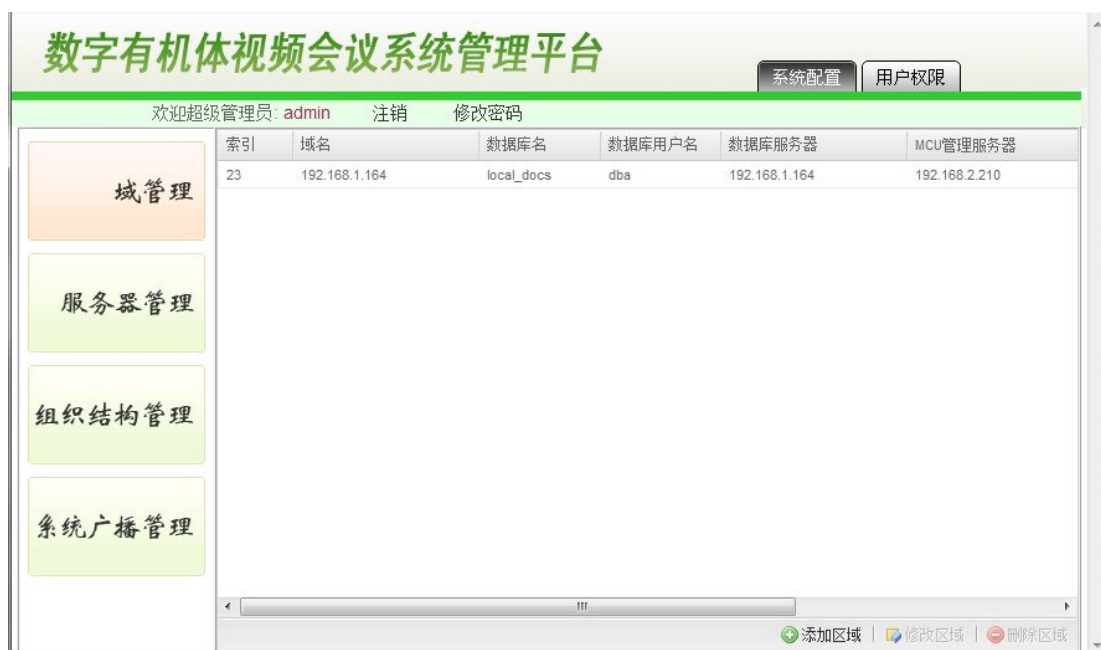 数字有机体视频会议系统管理平台
系统配置 用户权限
欢迎超级管理员: admin 注销 修改密码
域管理
服务器管理
组织结构管理
系统广播管理
索引 域名 数据库名 数据库用户名 数据库服务器 MCU管理服务器
23 192.168.1.164 local_docs dba 192.168.1.164 192.168.2.210
添加区域 修改区域 删除区域